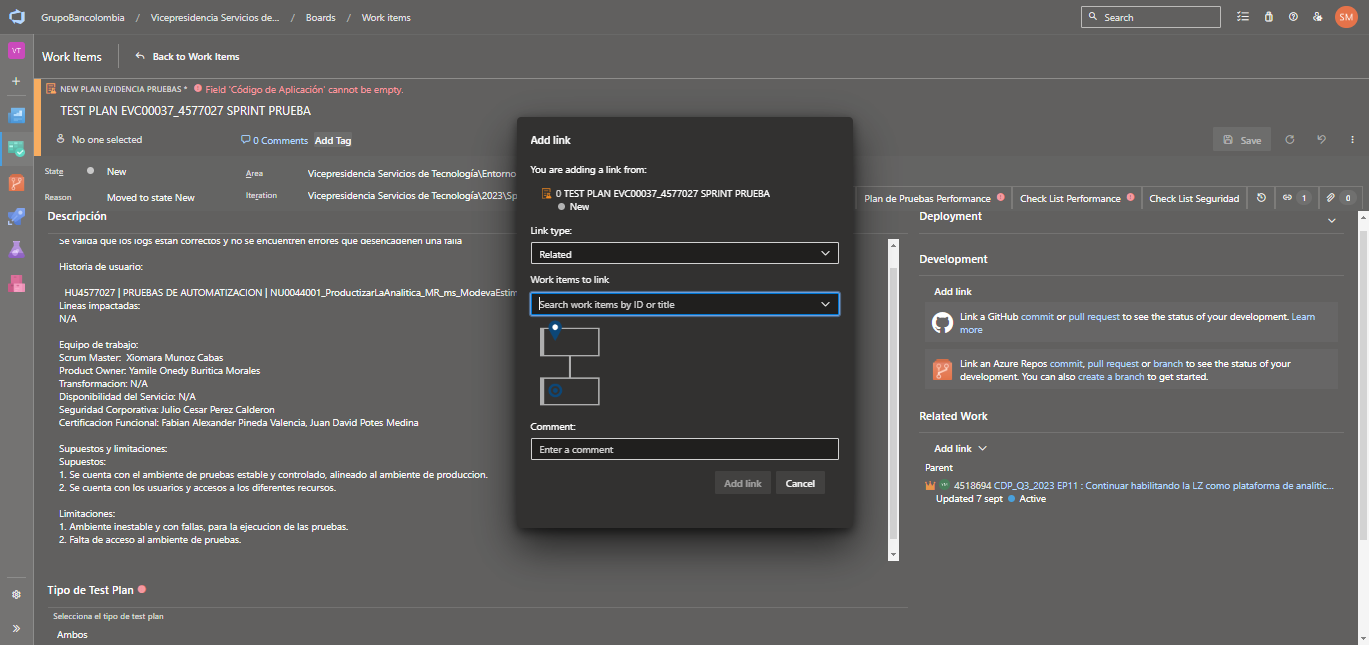 GrupoBancolombia / Vicepresidencia Servicios de... / Boards / Work items
Search
SM
VT
Work Items
Back to Work Items
NEW PLAN EVIDENCIA PRUEBAS * Field 'Código de Aplicación' cannot be empty.
TEST PLAN EVC00037_4577027 SPRINT PRUEBA
No one selected
0 Comments
Add Tag
Save
State
New
Area
Vicepresidencia Servicios de Tecnología\Entorno
Reason
Moved to state New
Iteration
Vicepresidencia Servicios de Tecnología\2023\Sp
Plan de Pruebas Performance
Check List Performance
Check List Seguridad
1
0
Descripción
Se valida que los logs estan correctos y no se encuentren errores que desencadenen una falla
Historia de usuario:
HU4577027 | PRUEBAS DE AUTOMATIZACION | NU0044001_ProductizarLaAnalitica_MR_ms_ModevaEstim
Lineas impactadas:
N/A
Equipo de trabajo:
Scrum Master: Xiomara Munoz Cabas
Product Owner: Yamile Onedy Buritica Morales
Transformacion: N/A
Disponibilidad del Servicio: N/A
Seguridad Corporativa: Julio Cesar Perez Calderon
Certificacion Funcional: Fabian Alexander Pineda Valencia, Juan David Potes Medina
Supuestos y limitaciones:
Supuestos:
1. Se cuenta con el ambiente de pruebas estable y controlado, alineado al ambiente de produccion.
2. Se cuenta con los usuarios y accesos a los diferentes recursos.
Limitaciones:
1. Ambiente inestable y con fallas, para la ejecucion de las pruebas.
2. Falta de acceso al ambiente de pruebas.
Tipo de Test Plan
Selecciona el tipo de test plan
Ambos
Add link
You are adding a link from:
0 TEST PLAN EVC00037_4577027 SPRINT PRUEBA
New
Link type:
Related
Work items to link
Search work items by ID or title
Comment:
Enter a comment
Add link
Cancel
Deployment
Development
Add link
Link a GitHub commit or pull request to see the status of your development. Learn
more
Link an Azure Repos commit, pull request or branch to see the status of your
development. You can also create a branch to get started.
Related Work
Add link
Parent
4518694 CDP_Q3_2023 EP11 : Continuar habilitando la LZ como plataforma de analitic...
Updated 7 sept Active